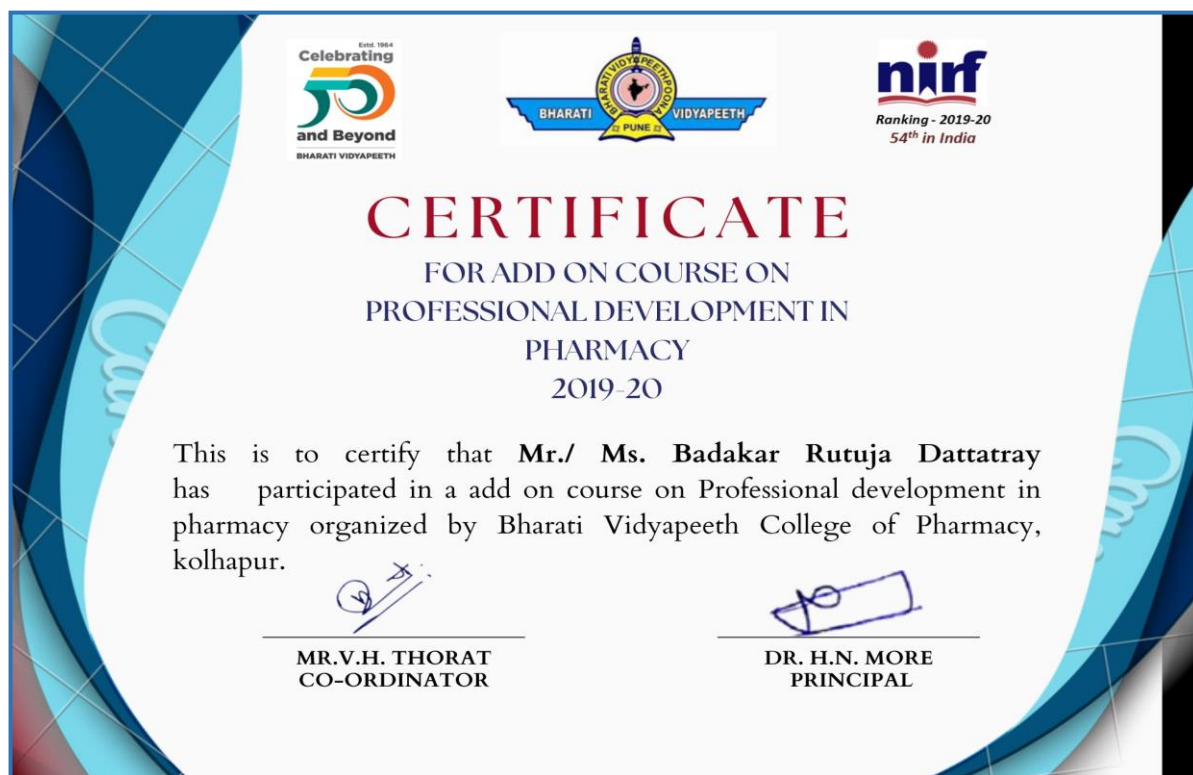 Estd. 1964
Celebrating
50
and Beyond
BHARATI VIDYAPEETH
BHARATI VIDYAPEETH POONA
BHARATI VIDYAPEETH
PUNE
nirf
Ranking - 2019-20
54th in India
CERTIFICATE
FOR ADD ON COURSE ON
PROFESSIONAL DEVELOPMENT IN
PHARMACY
2019-20
This is to certify that Mr./ Ms. Badakar Rutuja Dattatray
has participated in a add on course on Professional development in
pharmacy organized by Bharati Vidyapeeth College of Pharmacy,
kolhapur.
MR.V.H. THORAT
CO-ORDINATOR
DR. H.N. MORE
PRINCIPAL